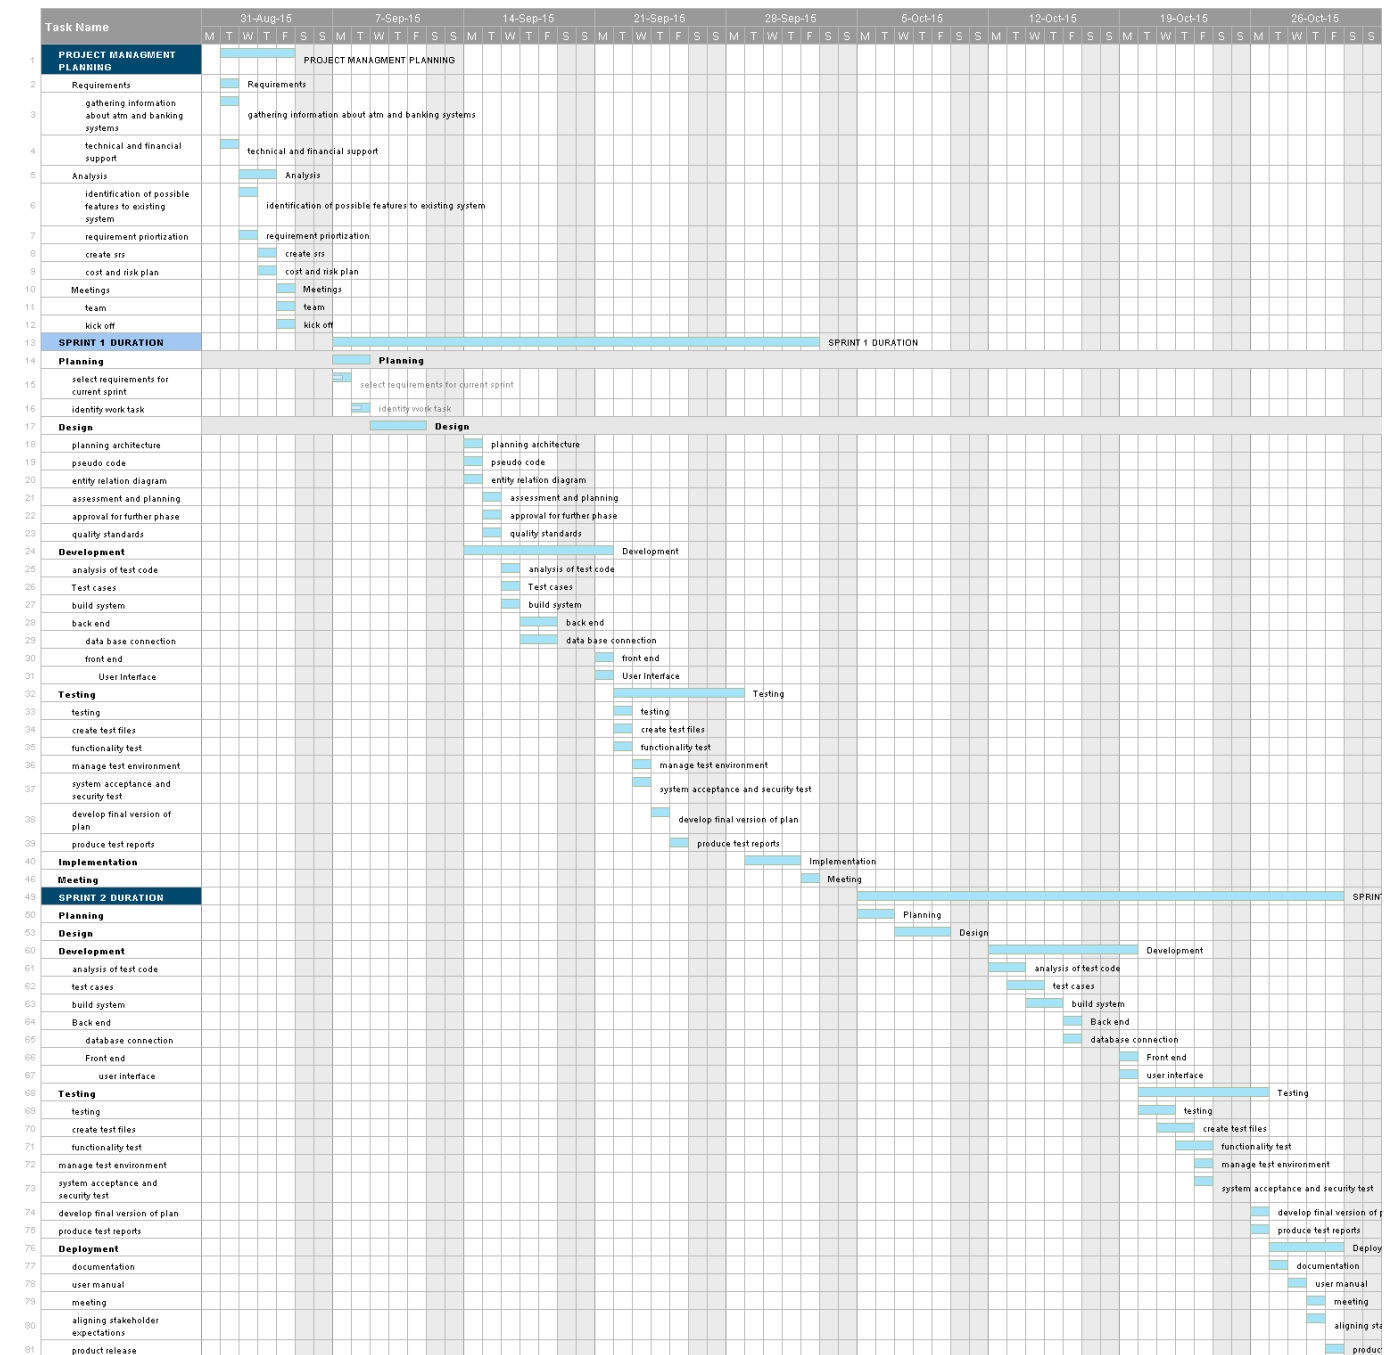 Task Name
31-Aug-15 7-Sep-15 14-Sep-15 21-Sep-15 28-Sep-15 5-Oct-15 12-Oct-15 19-Oct-15 26-Oct-15
M T W T F S S M T W T F S S M T W T F S S M T W T F S S M T W T F S S M T W T F S S M T W T F S S M T W T F S S M T W T F S S
PROJECT MANAGMENT
1 PLANNING PROJECT MANAGMENT PLANNING
2 Requirements Requirements
gathering information
3 about atm and banking gathering information about atm and banking systems
systems
4 technical and financial technical and financial support
support
5 Analysis Analysis
identification of possible
6 features to existing identification of possible features to existing system
system
7 requirement priortization requirement priortization
8 create srs create srs
9 cost and risk plan cost and risk plan
10 Meetings Meetings
11 team team
12 kick off kick off
13 SPRINT 1 DURATION SPRINT 1 DURATION
14 Planning Planning
15 select requirements for select requirements for current sprint
current sprint
16 identify work task identify work task
17 Design Design
18 planning architecture planning architecture
19 pseudo code pseudo code
20 entity relation diagram entity relation diagram
21 assessment and planning assessment and planning
22 approval for further phase approval for further phase
23 quality standards quality standards
24 Development Development
25 analysis of test code analysis of test code
26 Test cases Test cases
27 build system build system
28 back end back end
29 data base connection data base connection
30 front end front end
31 User Interface User Interface
32 Testing Testing
33 testing testing
34 create test files create test files
35 functionality test functionality test
36 manage test environment manage test environment
37 system acceptance and system acceptance and security test
security test
38 develop final version of develop final version of plan
plan
39 produce test reports produce test reports
40 Implementation Implementation
46 Meeting Meeting
49 SPRINT 2 DURATION SPRINT
50 Planning Planning
53 Design Design
60 Development Development
61 analysis of test code analysis of test code
62 test cases test cases
63 build system build system
64 Back end Back end
65 database connection database connection
66 Front end Front end
67 user interface user interface
68 Testing Testing
69 testing testing
70 create test files create test files
71 functionality test functionality test
72 manage test environment manage test environment
73 system acceptance and system acceptance and security test
security test
74 develop final version of plan develop final version of p
75 produce test reports produce test reports
76 Deployment Deploy
77 documentation documentation
78 user manual user manual
79 meeting meeting
80 aligning stakeholder aligning sta
expectations
81 product release produc